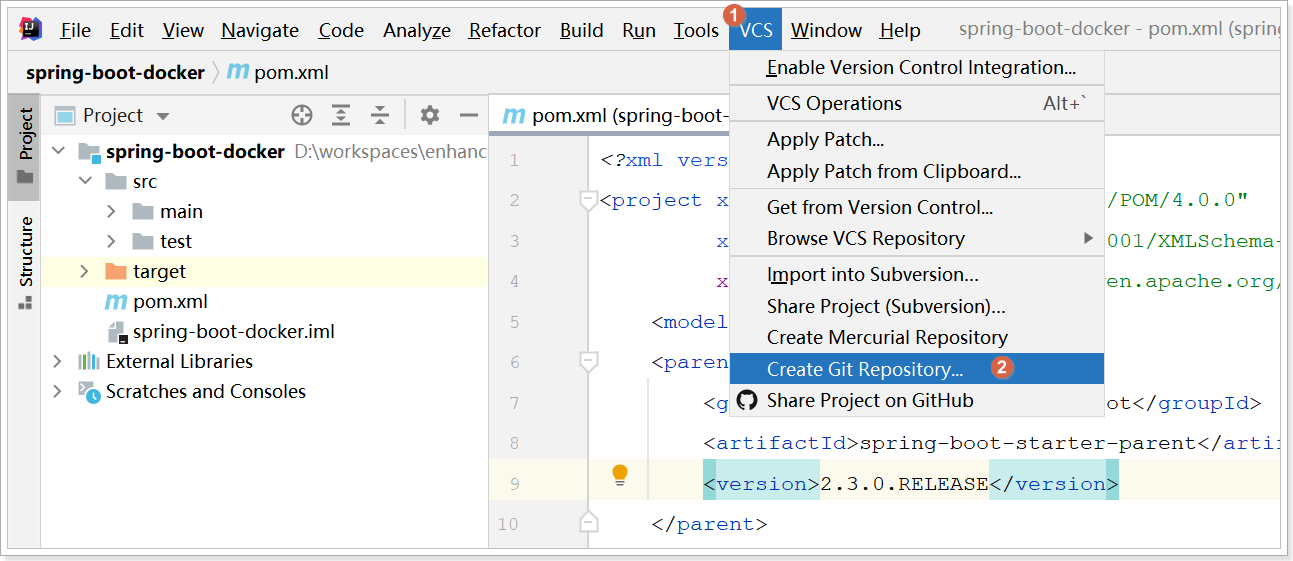 1
File Edit View Navigate Code Analyze Refactor Build Run Tools VCS Window Help spring-boot-docker - pom.xml (spring
spring-boot-docker m pom.xml
Project
Structure
Project
spring-boot-docker D:\workspaces\enhanc
src
main
test
target
m pom.xml
spring-boot-docker.iml
External Libraries
Scratches and Consoles
m pom.xml (spring-boot-
1 <?xml vers
2 <project x /POM/4.0.0"
3 x 001/XMLSchema-
4 x en.apache.org/
5 <model
6 <paren
7 <g ot</groupId>
8 <artifactId>spring-boot-starter-parent</artif
9 <version>2.3.0.RELEASE</version>
10 </parent>
Enable Version Control Integration...
VCS Operations Alt+`
Apply Patch...
Apply Patch from Clipboard...
Get from Version Control...
Browse VCS Repository
Import into Subversion...
Share Project (Subversion)...
Create Mercurial Repository
Create Git Repository... 2
Share Project on GitHub